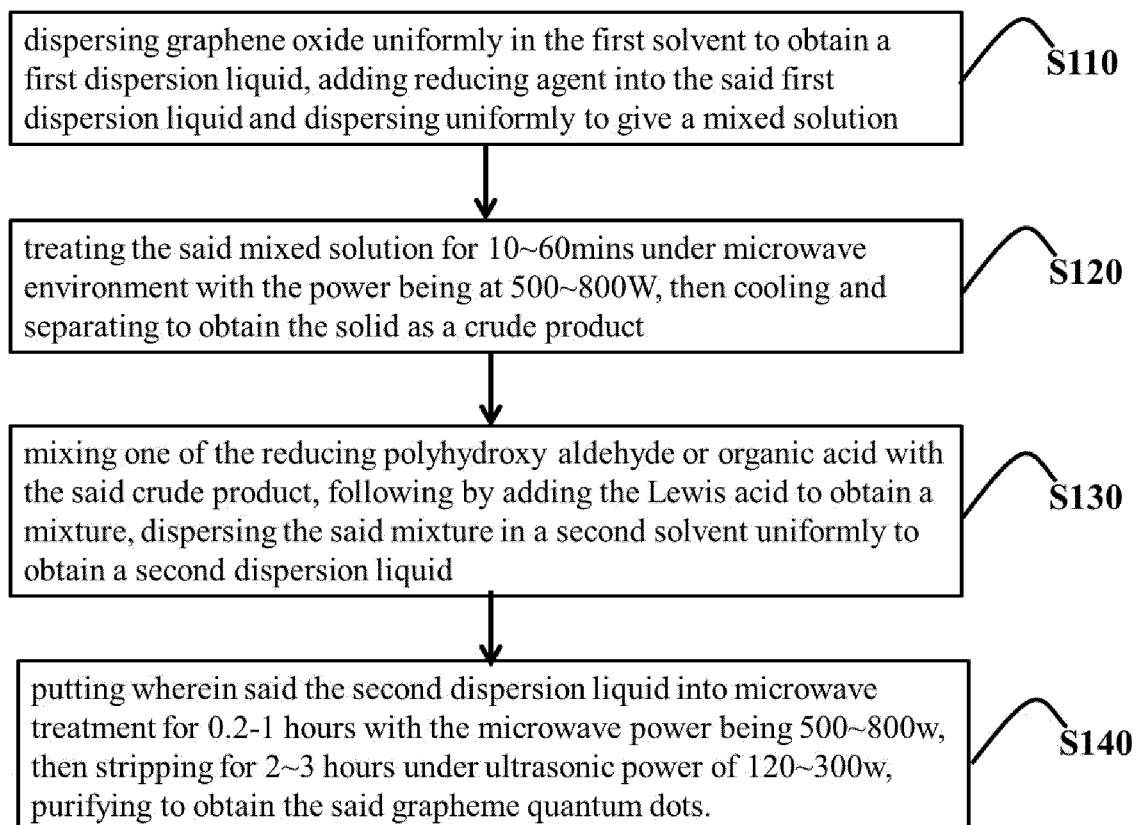 dispersing graphene oxide uniformly in the first solvent to obtain a
first dispersion liquid, adding reducing agent into the said first
dispersion liquid and dispersing uniformly to give a mixed solution
S110
treating the said mixed solution for 10~60mins under microwave
environment with the power being at 500~800W, then cooling and
separating to obtain the solid as a crude product
S120
mixing one of the reducing polyhydroxy aldehyde or organic acid with
the said crude product, following by adding the Lewis acid to obtain a
mixture, dispersing the said mixture in a second solvent uniformly to
obtain a second dispersion liquid
S130
putting wherein said the second dispersion liquid into microwave
treatment for 0.2-1 hours with the microwave power being 500~800w,
then stripping for 2~3 hours under ultrasonic power of 120~300w,
purifying to obtain the said grapheme quantum dots.
S140